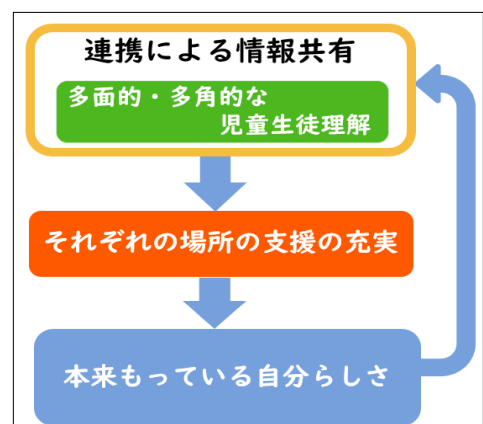 連携による情報共有
多面的・多角的な
児童生徒理解
それぞれの場所の支援の充実
本来もっている自分らしさ